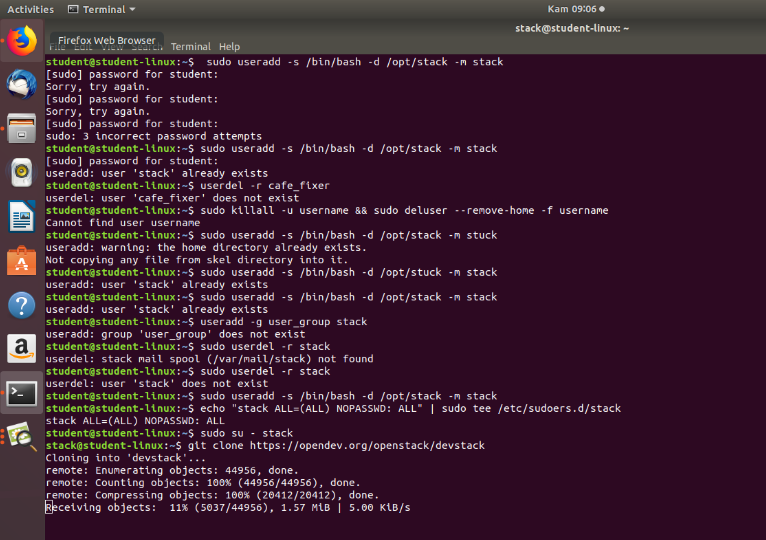 Activities Terminal Kam 09:06
stack@student-linux: ~
Firefox Web Browser
Terminal Help
student@student-linux:~$  sudo useradd -s /bin/bash -d /opt/stack -m stack
[sudo] password for student:
Sorry, try again.
[sudo] password for student:
Sorry, try again.
[sudo] password for student:
sudo: 3 incorrect password attempts
student@student-linux:~$ sudo useradd -s /bin/bash -d /opt/stack -m stack
[sudo] password for student:
useradd: user 'stack' already exists
student@student-linux:~$ userdel -r cafe_fixer
userdel: user 'cafe_fixer' does not exist
student@student-linux:~$ sudo killall -u username && sudo deluser --remove-home -f username
Cannot find user username
student@student-linux:~$ sudo useradd -s /bin/bash -d /opt/stack -m stuck
useradd: warning: the home directory already exists.
Not copying any file from skel directory into it.
student@student-linux:~$ sudo useradd -s /bin/bash -d /opt/stack -m stack
useradd: user 'stack' already exists
student@student-linux:~$ sudo useradd -s /bin/bash -d /opt/stack -m stack
useradd: user 'stack' already exists
student@student-linux:~$ useradd -g user_group stack
useradd: group 'user_group' does not exist
student@student-linux:~$ sudo userdel -r stack
userdel: stack mail spool (/var/mail/stack) not found
student@student-linux:~$ sudo userdel -r stack
userdel: user 'stack' does not exist
student@student-linux:~$ sudo useradd -s /bin/bash -d /opt/stack -m stack
student@student-linux:~$ echo "stack ALL=(ALL) NOPASSWD: ALL" | sudo tee /etc/sudoers.d/stack
stack ALL=(ALL) NOPASSWD: ALL
student@student-linux:~$ sudo su - stack
stack@student-linux:~$ git clone https://opendev.org/openstack/devstack
Cloning into 'devstack'...
remote: Enumerating objects: 44956, done.
remote: Counting objects: 100% (44956/44956), done.
remote: Compressing objects: 100% (20412/20412), done.
Receiving objects:  11% (5037/44956), 1.57 MiB | 5.00 KiB/s